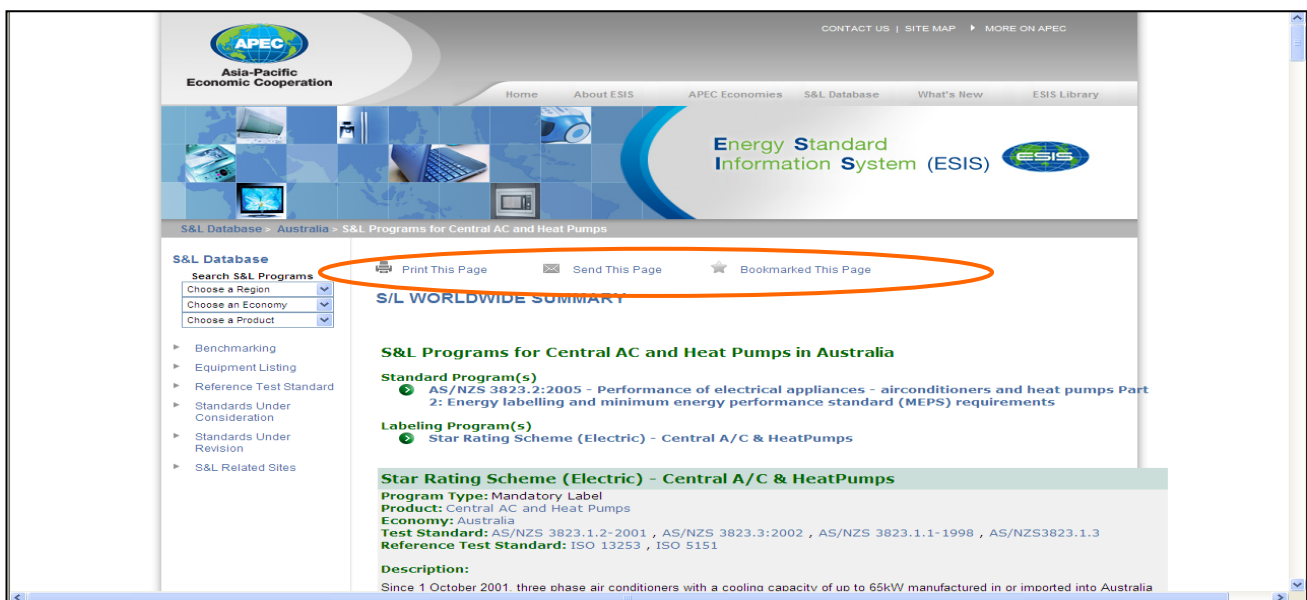 CONTACT US | SITE MAP MORE ON APEC
APEC
Asia-Pacific
Economic Cooperation
Home About ESIS APEC Economies S&L Database What's New ESIS Library
Energy Standard
Information System (ESIS)
ESIS
S&L Database > Australia > S&L Programs for Central AC and Heat Pumps
S&L Database
Search S&L Programs
Choose a Region
Choose an Economy
Choose a Product
Benchmarking
Equipment Listing
Reference Test Standard
Standards Under
Consideration
Standards Under
Revision
S&L Related Sites
Print This Page Send This Page Bookmarked This Page
S/L WORLDWIDE SUMMARY
S&L Programs for Central AC and Heat Pumps in Australia
Standard Program(s)
AS/NZS 3823.2:2005 - Performance of electrical appliances - airconditioners and heat pumps Part
2: Energy labelling and minimum energy performance standard (MEPS) requirements
Labeling Program(s)
Star Rating Scheme (Electric) - Central A/C & HeatPumps
Star Rating Scheme (Electric) - Central A/C & HeatPumps
Program Type: Mandatory Label
Product: Central AC and Heat Pumps
Economy: Australia
Test Standard: AS/NZS 3823.1.2-2001 , AS/NZS 3823.3:2002 , AS/NZS 3823.1.1-1998 , AS/NZS3823.1.3
Reference Test Standard: ISO 13253 , ISO 5151
Description:
Since 1 October 2001, three phase air conditioners with a cooling capacity of up to 65kW manufactured in or imported into Australia